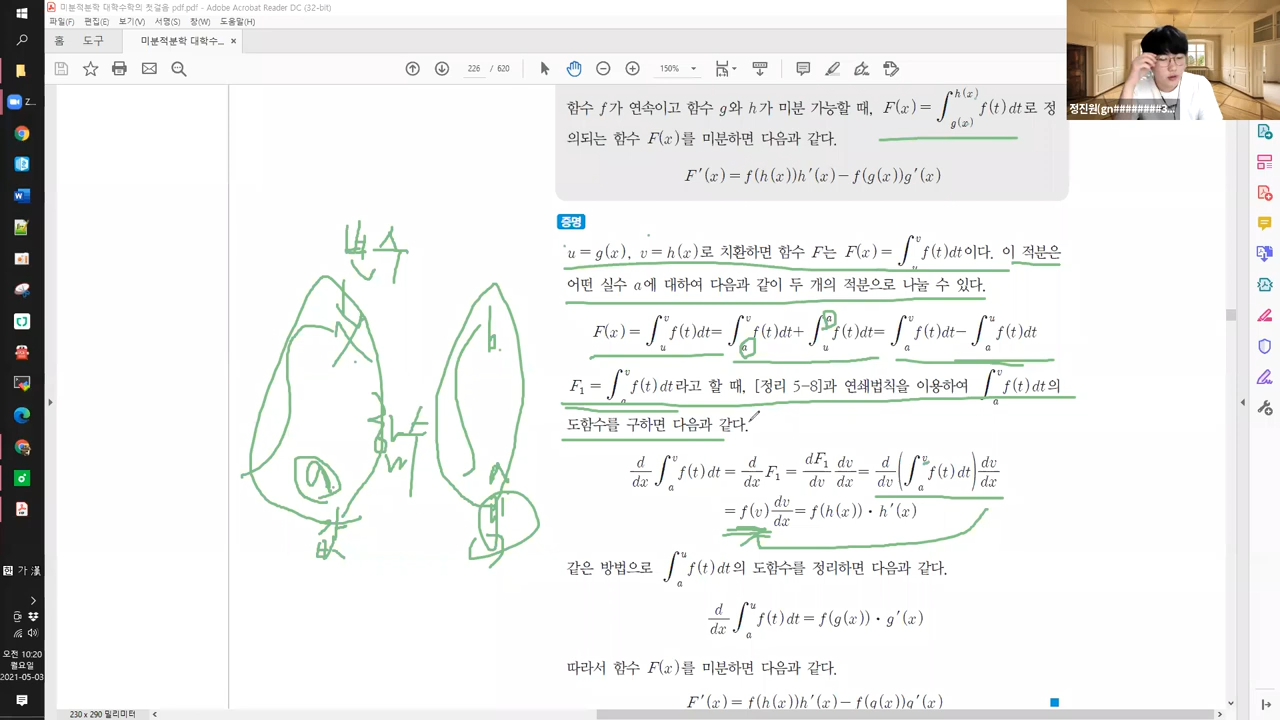 미분적분학 대학수학의 첫걸음 pdf.pdf - Adobe Acrobat Reader DC (32-bit)
파일(F) 편집(E) 보기(V) 서명(S) 창(W) 도움말(H)
홈 도구 미분적분학 대학수... ×
226 / 620 150%
정진원(gn########3...
함수 f가 연속이고 함수 g와 h가 미분 가능할 때, F(x)=∫_{g(x)}^{h(x)} f(t)dt로 정
의되는 함수 F(x)를 미분하면 다음과 같다.
F′(x)=f(h(x))h′(x)−f(g(x))g′(x)
증명
u=g(x), v=h(x)로 치환하면 함수 F는 F(x)=∫_u^v f(t)dt이다. 이 적분은
어떤 실수 a에 대하여 다음과 같이 두 개의 적분으로 나눌 수 있다.
F(x)=∫_u^v f(t)dt=∫_a^v f(t)dt+∫_u^a f(t)dt=∫_a^v f(t)dt−∫_a^u f(t)dt
F₁=∫_a^v f(t)dt라고 할 때, [정리 5-8]과 연쇄법칙을 이용하여 ∫_a^v f(t)dt의
도함수를 구하면 다음과 같다.
d/dx ∫_a^v f(t)dt = d/dx F₁ = dF₁/dv dv/dx = d/dv (∫_a^v f(t)dt) dv/dx
=f(v) dv/dx = f(h(x))·h′(x)
같은 방법으로 ∫_a^u f(t)dt의 도함수를 정리하면 다음과 같다.
d/dx ∫_a^u f(t)dt = f(g(x))·g′(x)
따라서 함수 F(x)를 미분하면 다음과 같다.
F′(x)=f(h(x))h′(x)−f(g(x))g′(x)
한 가 漢
오전 10:20
월요일
2021-05-03
230 x 290 밀리미터